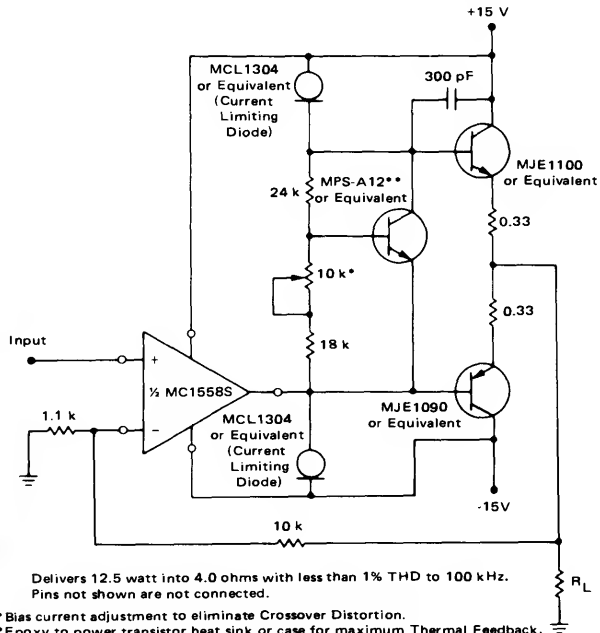 +15 V
MCL1304
or Equivalent
(Current
Limiting
Diode)
300 pF
MJE1100
or Equivalent
MPS-A12**
or Equivalent
24 k
0.33
10 k*
0.33
Input
18 k
+
½ MC1558S
–
1.1 k
MCL1304
or Equivalent
(Current
Limiting
Diode)
MJE1090
or Equivalent
-15V
10 k
RL
Delivers 12.5 watt into 4.0 ohms with less than 1% THD to 100 kHz.
Pins not shown are not connected.
*Bias current adjustment to eliminate Crossover Distortion.
*Epoxy to power transistor heat sink or case for maximum Thermal Feedback.